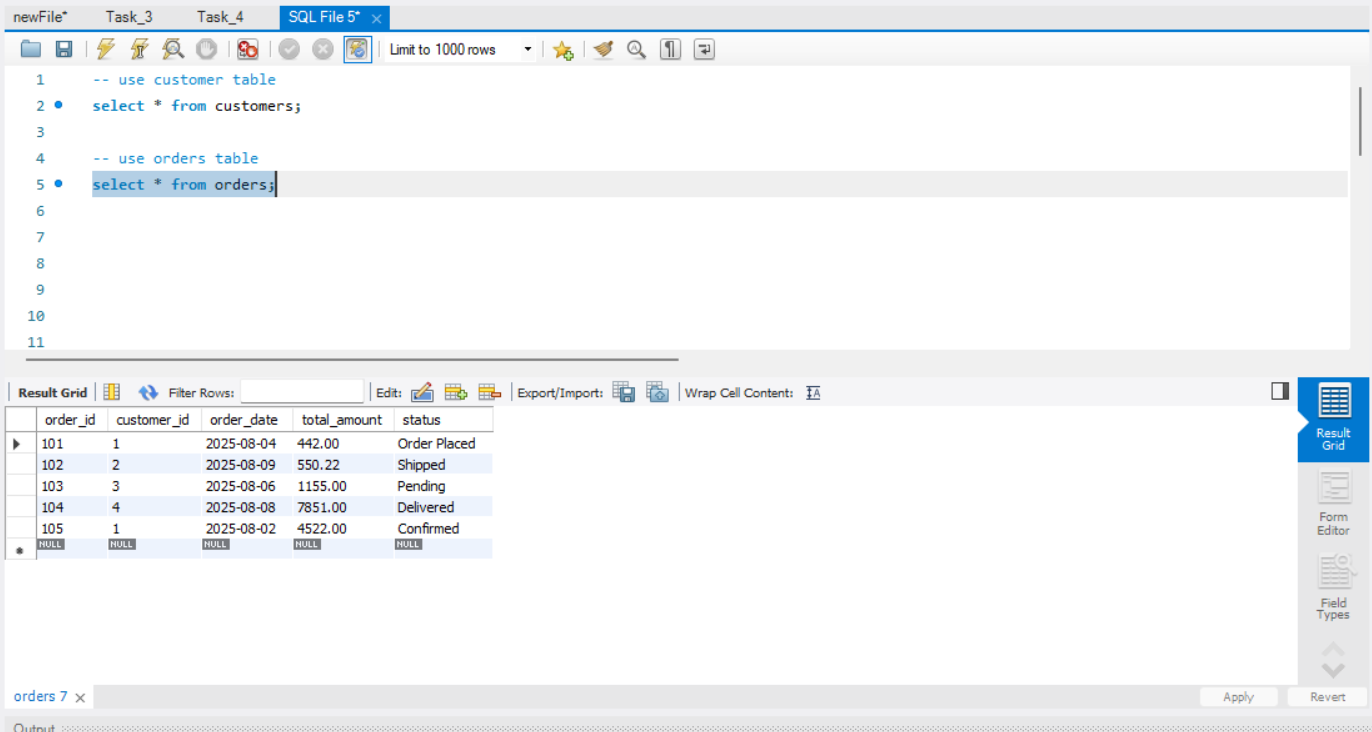 newFile* Task_3 Task_4 SQL File 5*
Limit to 1000 rows
1 -- use customer table
2 select * from customers;
3
4 -- use orders table
5 select * from orders;
6
7
8
9
10
11
Result Grid Filter Rows: Edit: Export/Import: Wrap Cell Content:
order_id customer_id order_date total_amount status
101 1 2025-08-04 442.00 Order Placed
102 2 2025-08-09 550.22 Shipped
103 3 2025-08-06 1155.00 Pending
104 4 2025-08-08 7851.00 Delivered
105 1 2025-08-02 4522.00 Confirmed
NULL NULL NULL NULL NULL
Result
Grid
Form
Editor
Field
Types
orders 7 Apply Revert
Output